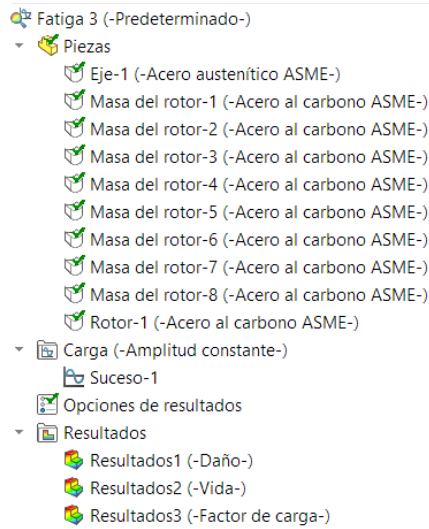 Fatiga 3 (-Predeterminado-)
Piezas
Eje-1 (-Acero austenítico ASME-)
Masa del rotor-1 (-Acero al carbono ASME-)
Masa del rotor-2 (-Acero al carbono ASME-)
Masa del rotor-3 (-Acero al carbono ASME-)
Masa del rotor-4 (-Acero al carbono ASME-)
Masa del rotor-5 (-Acero al carbono ASME-)
Masa del rotor-6 (-Acero al carbono ASME-)
Masa del rotor-7 (-Acero al carbono ASME-)
Masa del rotor-8 (-Acero al carbono ASME-)
Rotor-1 (-Acero al carbono ASME-)
Carga (-Amplitud constante-)
Suceso-1
Opciones de resultados
Resultados
Resultados1 (-Daño-)
Resultados2 (-Vida-)
Resultados3 (-Factor de carga-)